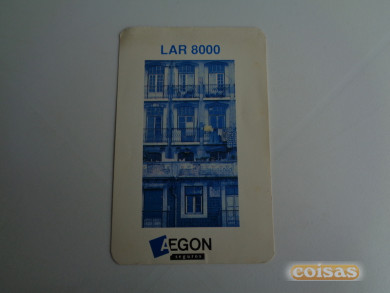 LAR 8000
AEGON
seguros
coisas